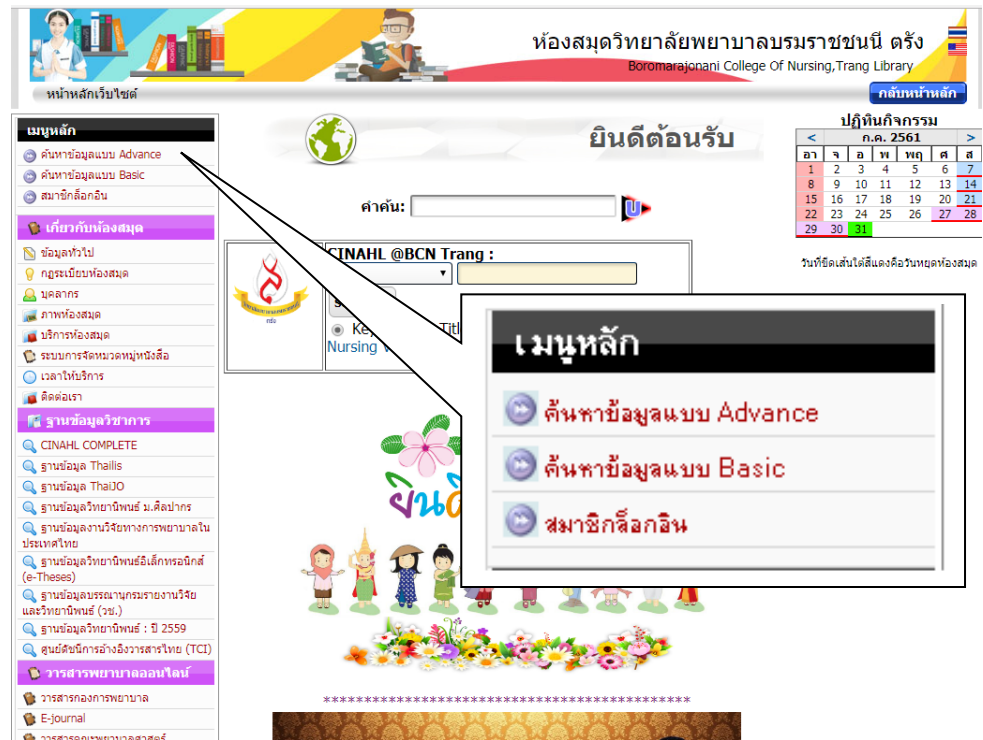 ห้องสมุดวิทยาลัยพยาบาลบรมราชชนนี ตรัง
Boromarajonani College Of Nursing,Trang Library
หน้าหลักเว็บไซต์
กลับหน้าหลัก
เมนูหลัก
ค้นหาข้อมูลแบบ Advance
ค้นหาข้อมูลแบบ Basic
สมาชิกล็อกอิน
เกี่ยวกับห้องสมุด
ข้อมูลทั่วไป
กฎระเบียบห้องสมุด
บุคลากร
ภาพห้องสมุด
บริการห้องสมุด
ระบบการจัดหมวดหมู่หนังสือ
เวลาให้บริการ
ติดต่อเรา
ฐานข้อมูลวิชาการ
CINAHL COMPLETE
ฐานข้อมูล Thailis
ฐานข้อมูล ThaiJO
ฐานข้อมูลวิทยานิพนธ์ ม.ศิลปากร
ฐานข้อมูลงานวิจัยทางการพยาบาลใน
ประเทศไทย
ฐานข้อมูลวิทยานิพนธ์อิเล็กทรอนิกส์
(e-Theses)
ฐานข้อมูลบรรณานุกรมรายงานวิจัย
และวิทยานิพนธ์ (วช.)
ฐานข้อมูลวิทยานิพนธ์ : ปี 2559
ศูนย์ดัชนีการอ้างอิงวารสารไทย (TCI)
วารสารพยาบาลออนไลน์
วารสารกองการพยาบาล
E-journal
วารสารคณะพยาบาลศาสตร์
ยินดีต้อนรับ
คำค้น:
CINAHL @BCN Trang :
Nursing
เมนูหลัก
ค้นหาข้อมูลแบบ Advance
ค้นหาข้อมูลแบบ Basic
สมาชิกล็อกอิน
***********************************************
ปฏิทินกิจกรรม
< ก.ค. 2561 >
อา จ อ พ พฤ ศ ส
1 2 3 4 5 6 7
8 9 10 11 12 13 14
15 16 17 18 19 20 21
22 23 24 25 26 27 28
29 30 31
วันที่ขีดเส้นใต้สีแดงคือวันหยุดห้องสมุด